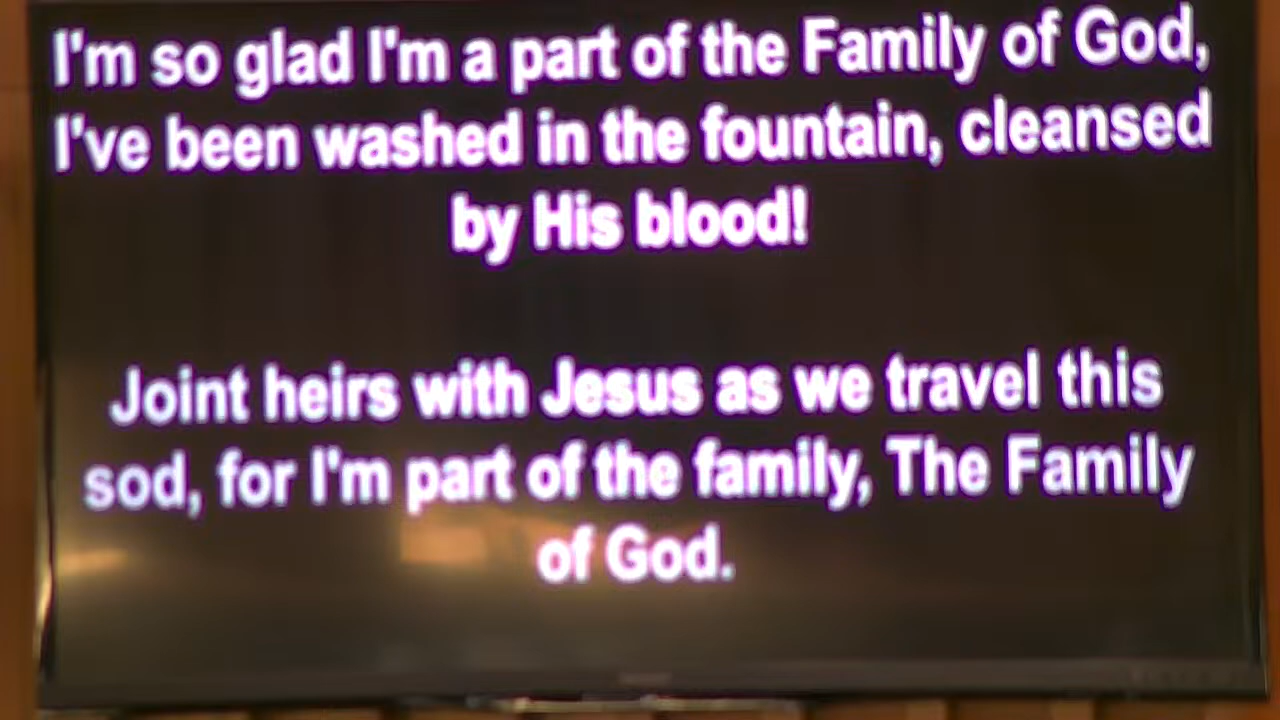 I'm so glad I'm a part of the Family of God,
I've been washed in the fountain, cleansed
by His blood!
Joint heirs with Jesus as we travel this
sod, for I'm part of the family, The Family
of God.